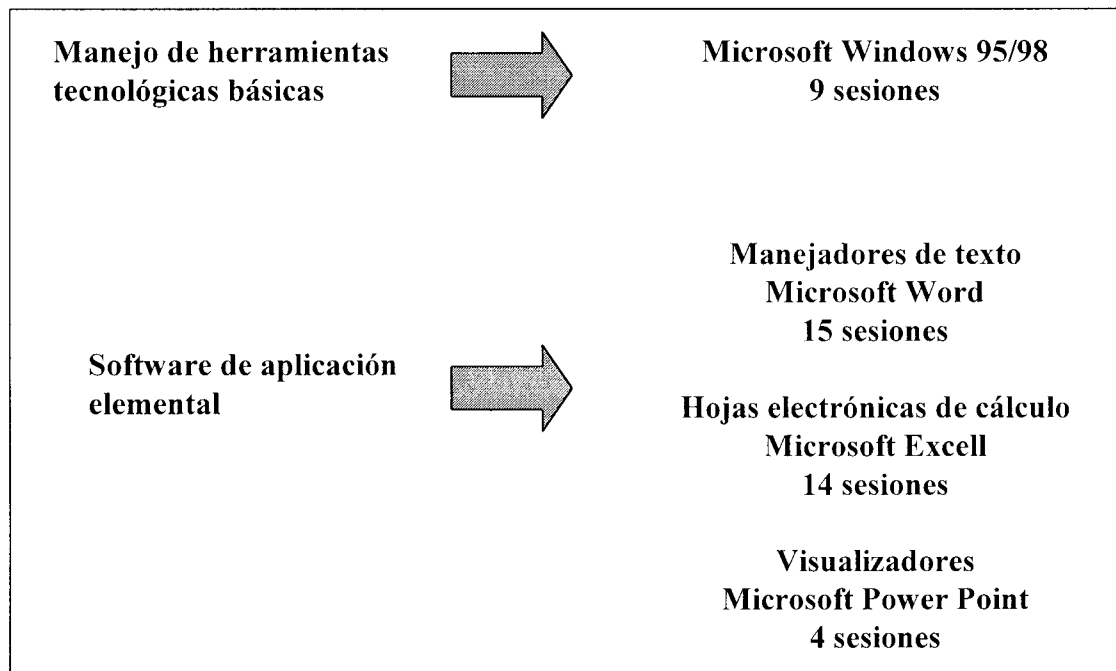 Manejo de herramientas
tecnológicas básicas
Microsoft Windows 95/98
9 sesiones
Software de aplicación
elemental
Manejadores de texto
Microsoft Word
15 sesiones
Hojas electrónicas de cálculo
Microsoft Excell
14 sesiones
Visualizadores
Microsoft Power Point
4 sesiones